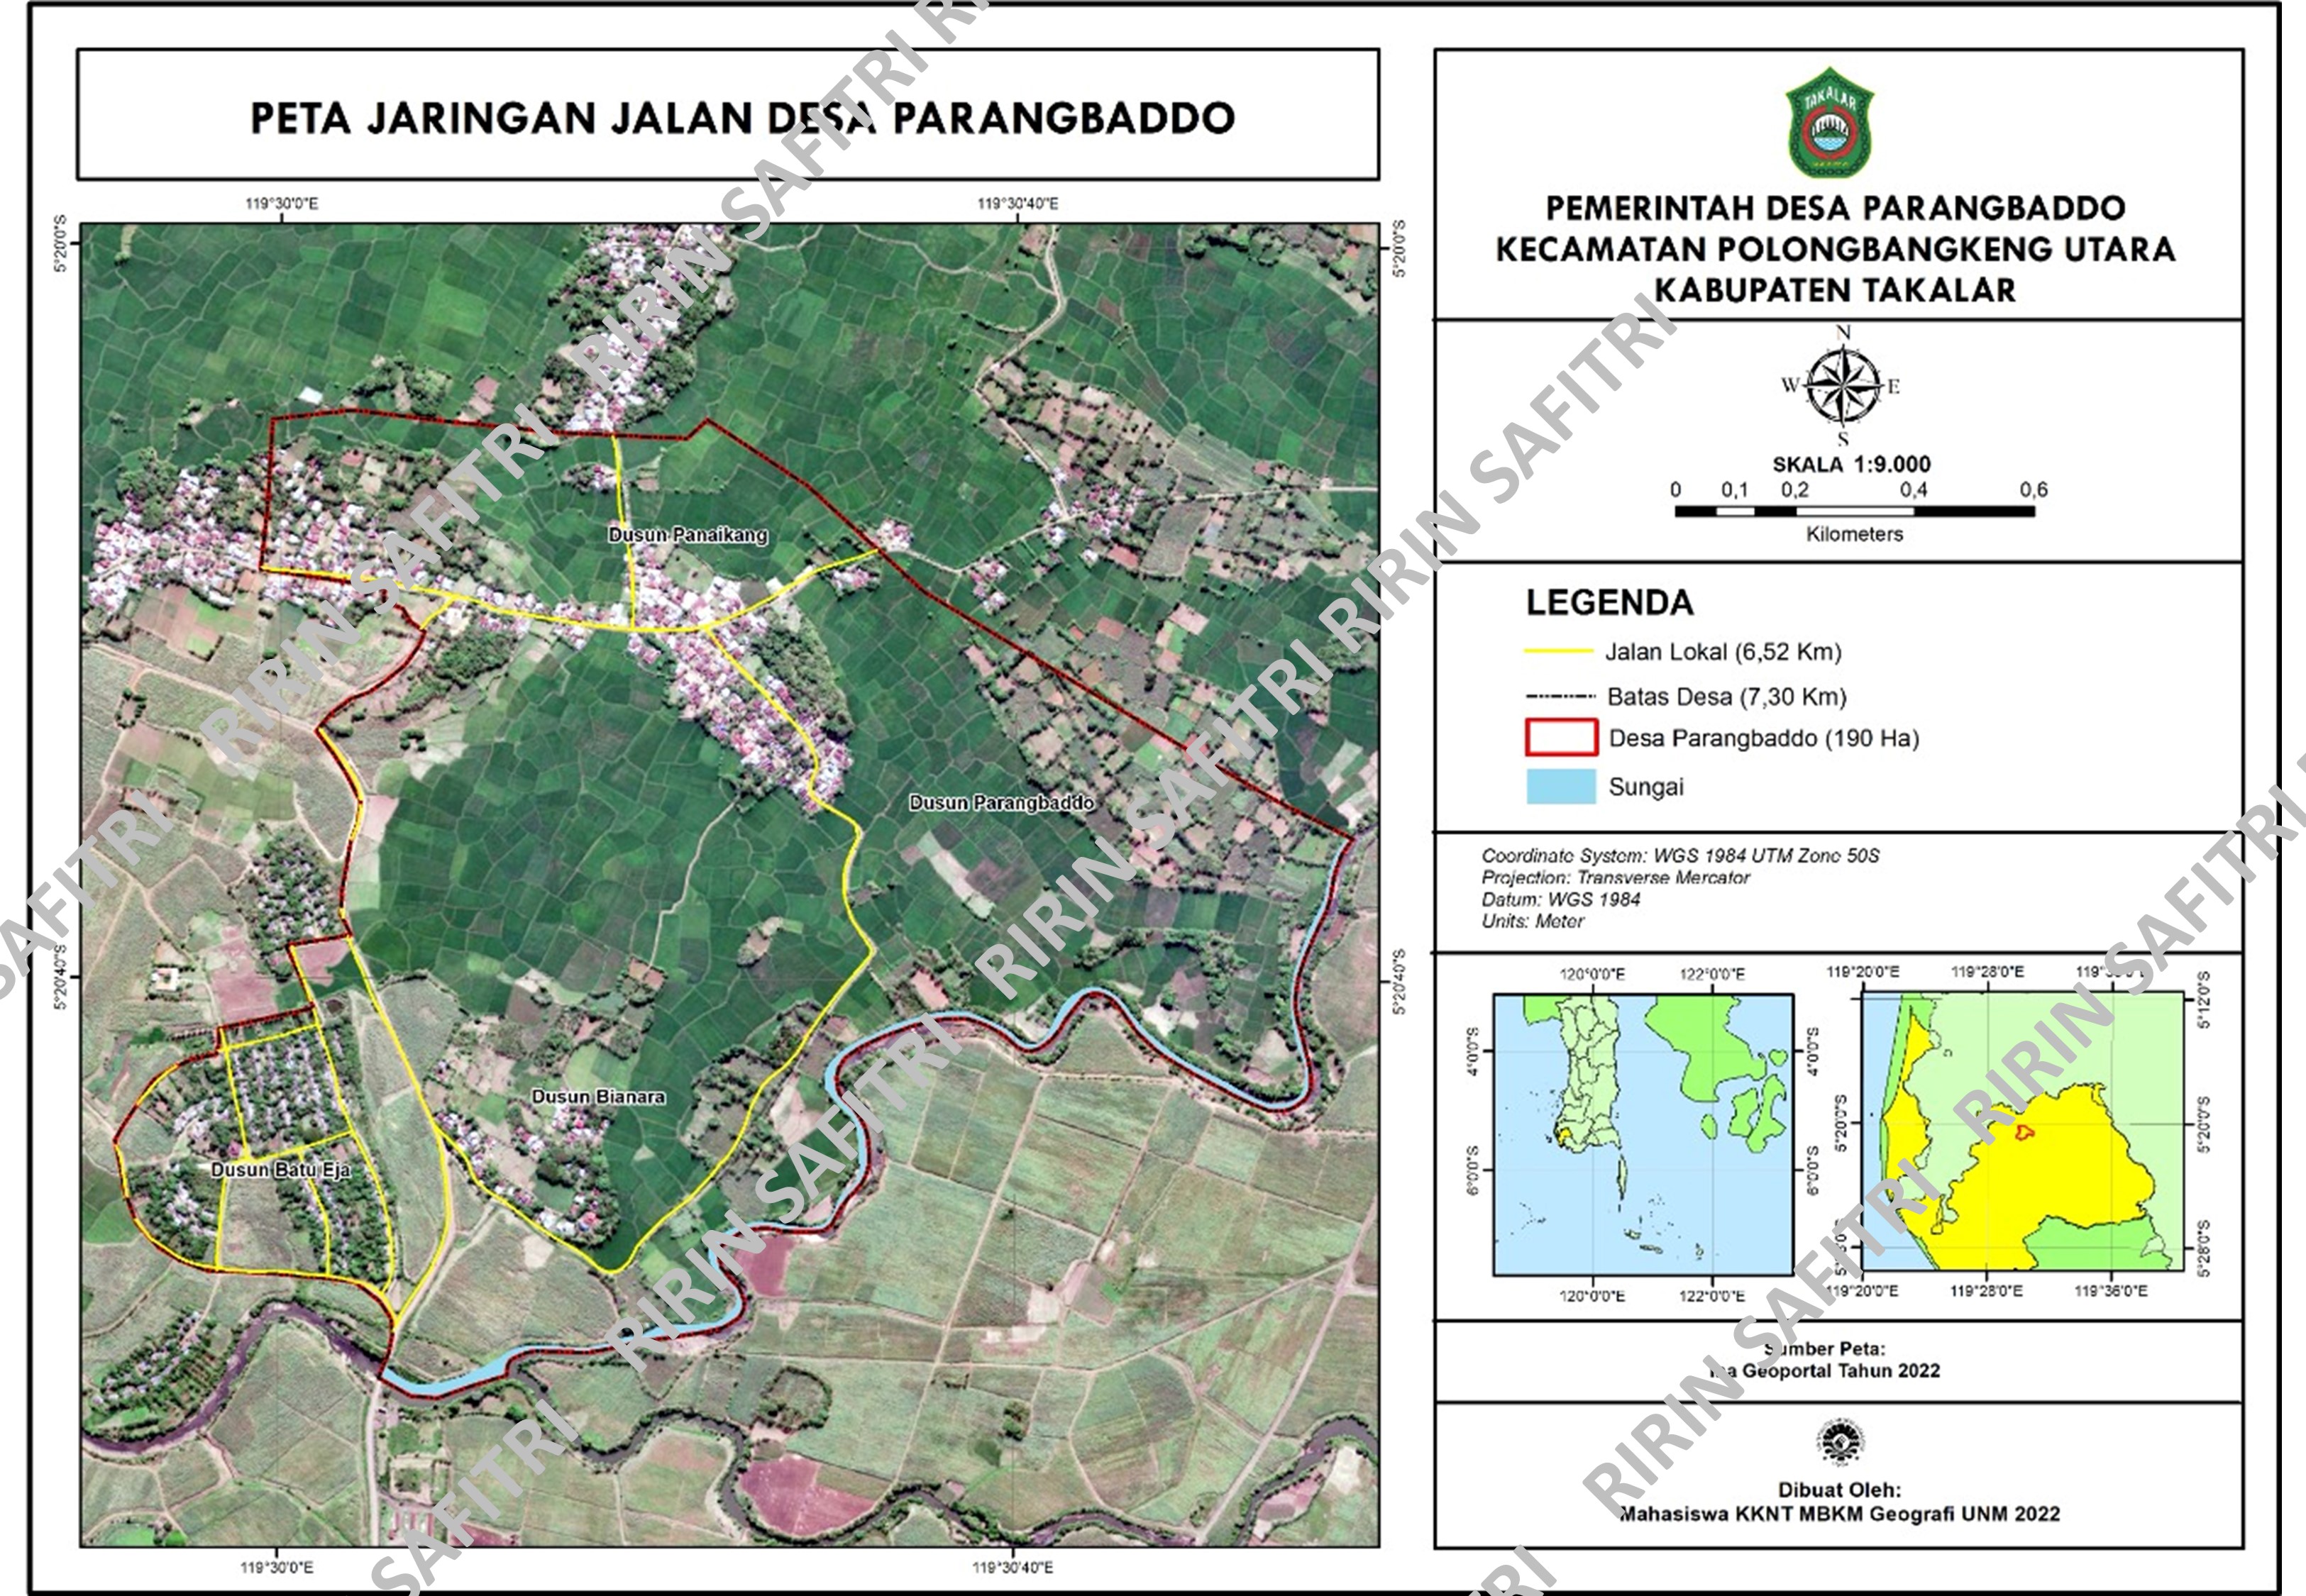 PETA JARINGAN JALAN DESA PARANGBADDO
119°30'0"E
119°30'40"E
5°20'0"S
5°20'0"S
Dusun Panaikang
Dusun Parangbaddo
5°20'40"S
5°20'40"S
Dusun Bianara
Dusun Batu Eja
119°30'0"E
119°30'40"E
TAKALAR
PEMERINTAH DESA PARANGBADDO
KECAMATAN POLONGBANGKENG UTARA
KABUPATEN TAKALAR
N
W
E
S
SKALA 1:9.000
0 0,1 0,2 0,4 0,6
Kilometers
LEGENDA
Jalan Lokal (6,52 Km)
Batas Desa (7,30 Km)
Desa Parangbaddo (190 Ha)
Sungai
Coordinate System: WGS 1984 UTM Zone 50S
Projection: Transverse Mercator
Datum: WGS 1984
Units: Meter
120°0'0"E
122°0'0"E
4°0'0"S
4°0'0"S
6°0'0"S
6°0'0"S
120°0'0"E
122°0'0"E
119°20'0"E
119°28'0"E
5°12'0"S
5°20'0"S
5°20'0"S
5°28'0"S
119°20'0"E
119°28'0"E
119°36'0"E
Sumber Peta:
Geoportal Tahun 2022
Dibuat Oleh:
Mahasiswa KKNT MBKM Geografi UNM 2022
RIRIN SAFITRI
RIRIN SAFITRI
RIRIN SAFITRI
RIRIN SAFITRI
RIRIN SAFITRI
RIRIN SAFITRI
RIRIN SAFITRI
RIRIN SAFITRI
RIRIN SAFITRI
SAFITRI
SAFITRI